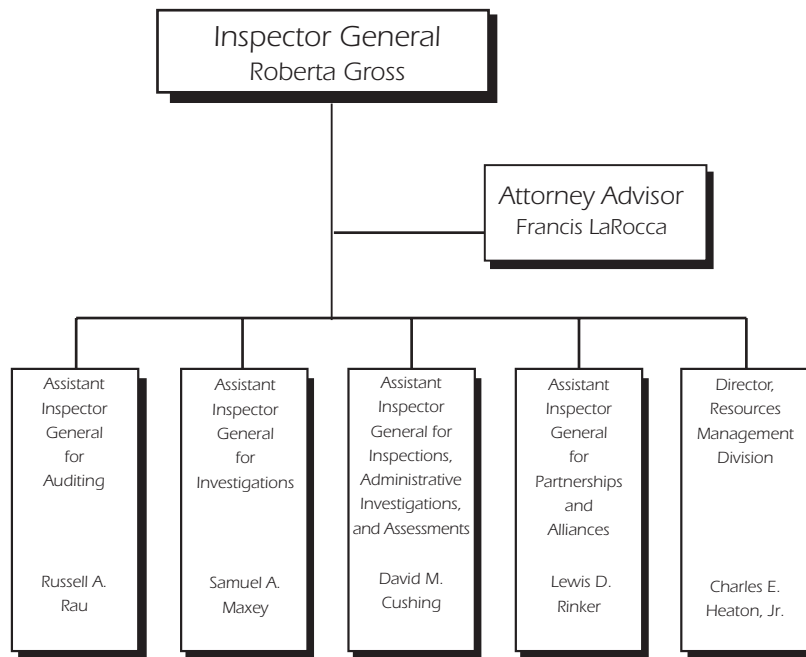 Inspector General
Roberta Gross
Attorney Advisor
Francis LaRocca
Assistant
Inspector
General
for
Auditing
Russell A.
Rau
Assistant
Inspector
General
for
Investigations
Samuel A.
Maxey
Assistant
Inspector
General for
Inspections,
Administrative
Investigations,
and Assessments
David M.
Cushing
Assistant
Inspector
General
for
Partnerships
and
Alliances
Lewis D.
Rinker
Director,
Resources
Management
Division
Charles E.
Heaton, Jr.